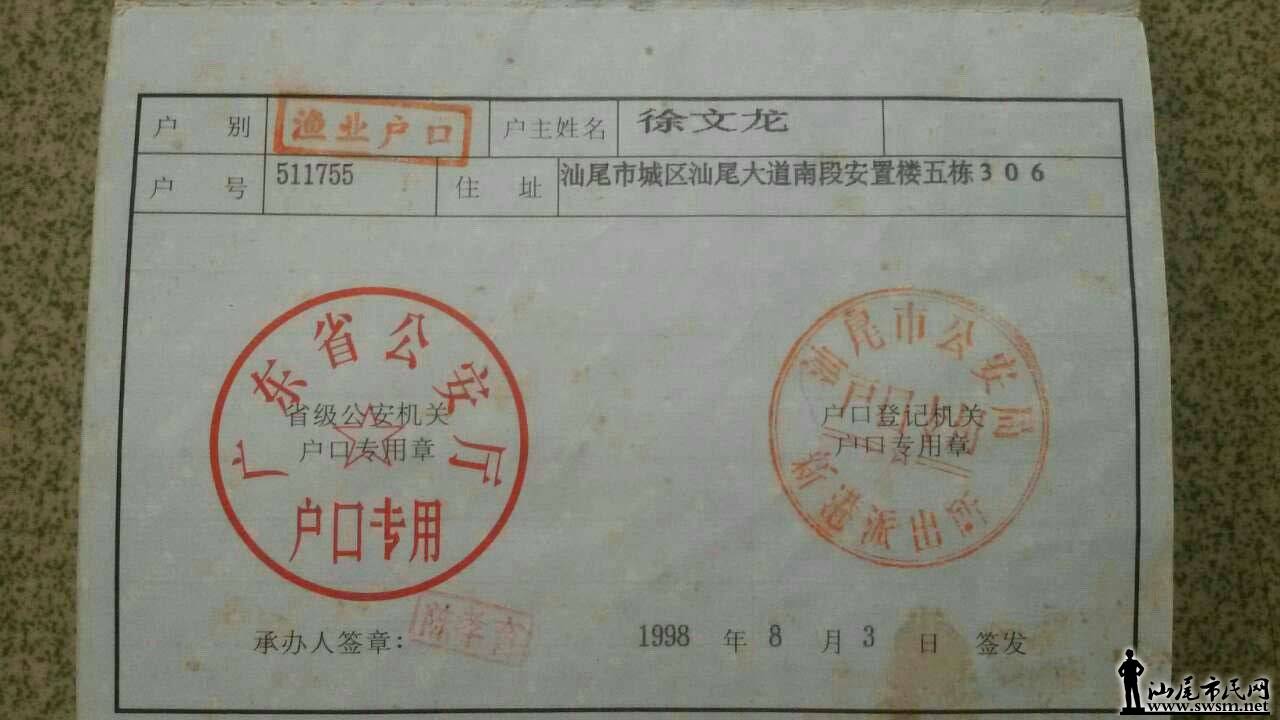 户 别 渔业户口 户主姓名 徐文龙
户 号 511755 住 址 汕尾市城区汕尾大道南段安置楼五栋306
广东省公安厅
省级公安机关
户口专用章
户口专用
汕尾市公安局
户口登记机关
户口专用章
新港派出所
承办人签章: 1998 年 8 月 3 日 签发
汕尾市民网
www.swsm.net